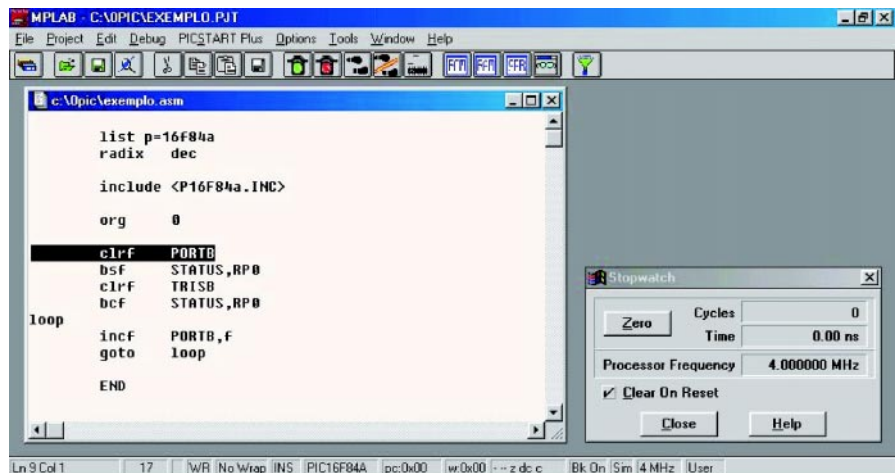 MPLAB - C:\0PIC\EXEMPLO.PJT
File Project Edit Debug PICSTART Plus Options Tools Window Help
c:\0pic\exemplo.asm
list p=16f84a
radix dec
include <P16F84a.INC>
org 0
clrf PORTB
bsf STATUS,RP0
clrf TRISB
bcf STATUS,RP0
loop
incf PORTB,f
goto loop
END
Stopwatch
Zero
Cycles 0
Time 0.00 ns
Processor Frequency 4.000000 MHz
Clear On Reset
Close Help
Ln 9 Col 1 17 WR No Wrap INS PIC16F84A pc:0x00 w:0x00 - - z dc c Bk On Sim 4 MHz User